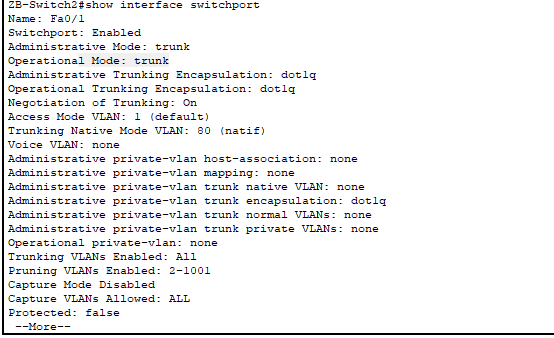 ZB-Switch2#show interface switchport
Name: Fa0/1
Switchport: Enabled
Administrative Mode: trunk
Operational Mode: trunk
Administrative Trunking Encapsulation: dot1q
Operational Trunking Encapsulation: dot1q
Negotiation of Trunking: On
Access Mode VLAN: 1 (default)
Trunking Native Mode VLAN: 80 (natif)
Voice VLAN: none
Administrative private-vlan host-association: none
Administrative private-vlan mapping: none
Administrative private-vlan trunk native VLAN: none
Administrative private-vlan trunk encapsulation: dot1q
Administrative private-vlan trunk normal VLANs: none
Administrative private-vlan trunk private VLANs: none
Operational private-vlan: none
Trunking VLANs Enabled: All
Pruning VLANs Enabled: 2-1001
Capture Mode Disabled
Capture VLANs Allowed: ALL
Protected: false
--More--